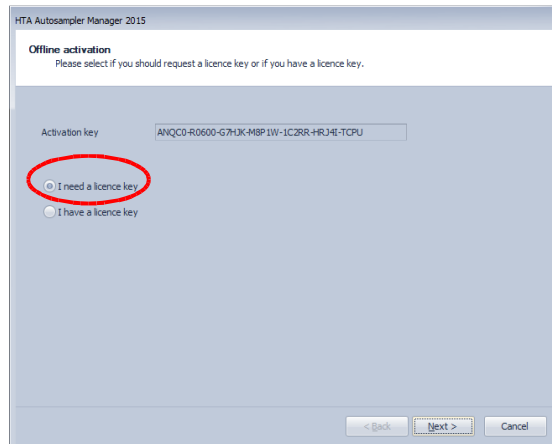 HTA Autosampler Manager 2015
Offline activation
Please select if you should request a licence key or if you have a licence key.
Activation key ANQC0-R0600-G7HJK-M8P1W-1C2RR-HRJ4I-TCPU
I need a licence key
I have a licence key
< Back Next > Cancel